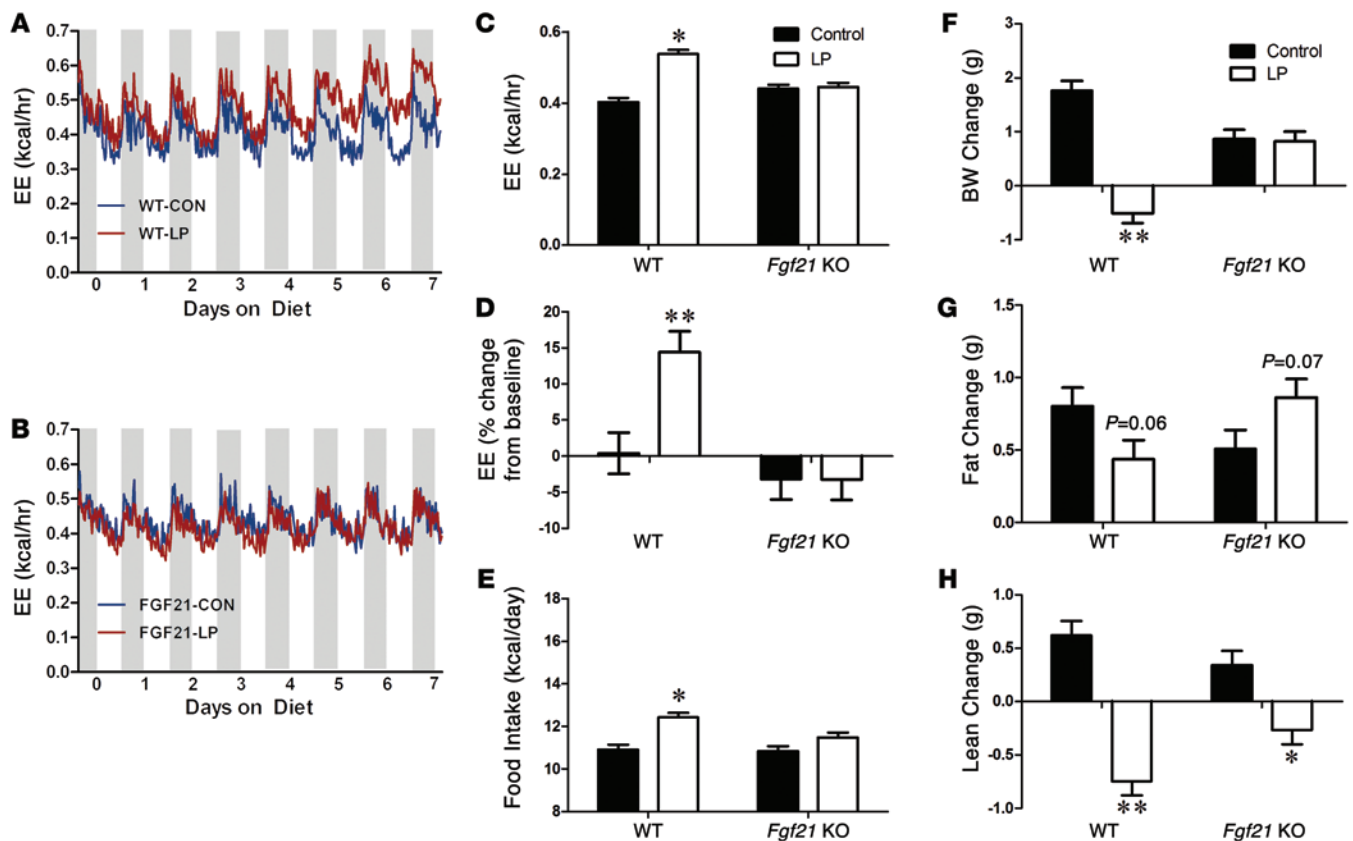 A
EE (kcal/hr)
0.7
0.6
0.5
0.4
0.3
0.2
0.1
0.0
WT-CON
WT-LP
0 1 2 3 4 5 6 7
Days on Diet
B
EE (kcal/hr)
0.7
0.6
0.5
0.4
0.3
0.2
0.1
0.0
FGF21-CON
FGF21-LP
0 1 2 3 4 5 6 7
Days on Diet
C
EE (kcal/hr)
0.6
0.4
0.2
0.0
*
Control
LP
WT Fgf21 KO
D
EE (% change
from baseline)
20
15
10
5
0
-5
-10
**
WT Fgf21 KO
E
Food Intake (kcal/day)
18
16
14
12
10
8
*
WT Fgf21 KO
F
BW Change (g)
3
2
1
0
-1
Control
LP
**
WT Fgf21 KO
G
Fat Change (g)
1.5
1.0
0.5
0.0
P=0.06
P=0.07
WT Fgf21 KO
H
Lean Change (g)
1.0
0.5
0.0
-0.5
-1.0
**
*
WT Fgf21 KO